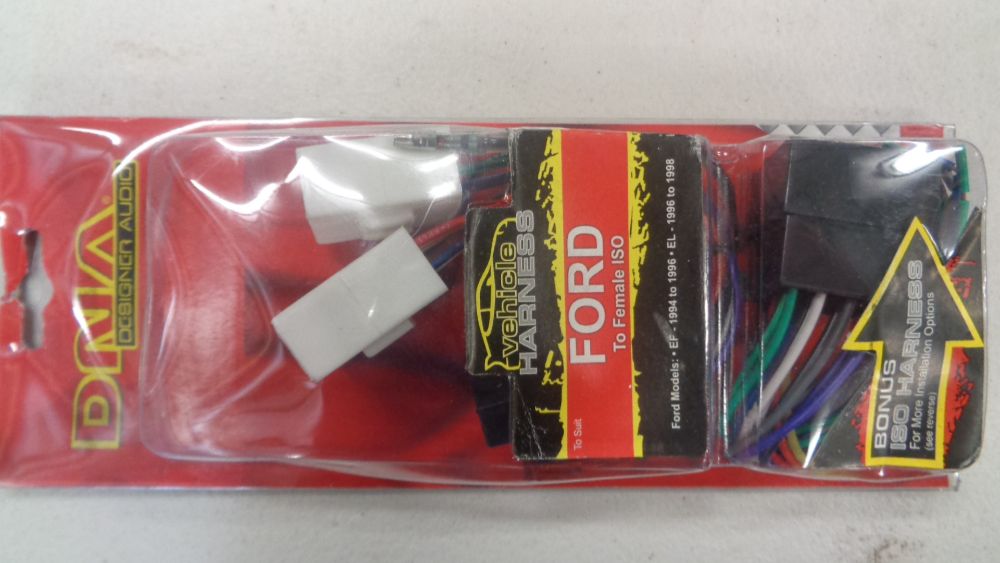 DNA®
DESIGNER AUDIO
vehicle
HARNESS
To Suit
FORD
To Female ISO
Ford Models: • EF - 1994 to 1996 • EL - 1996 to 1998
BONUS
ISO HARNESS
For More Installation Options
(see reverse)